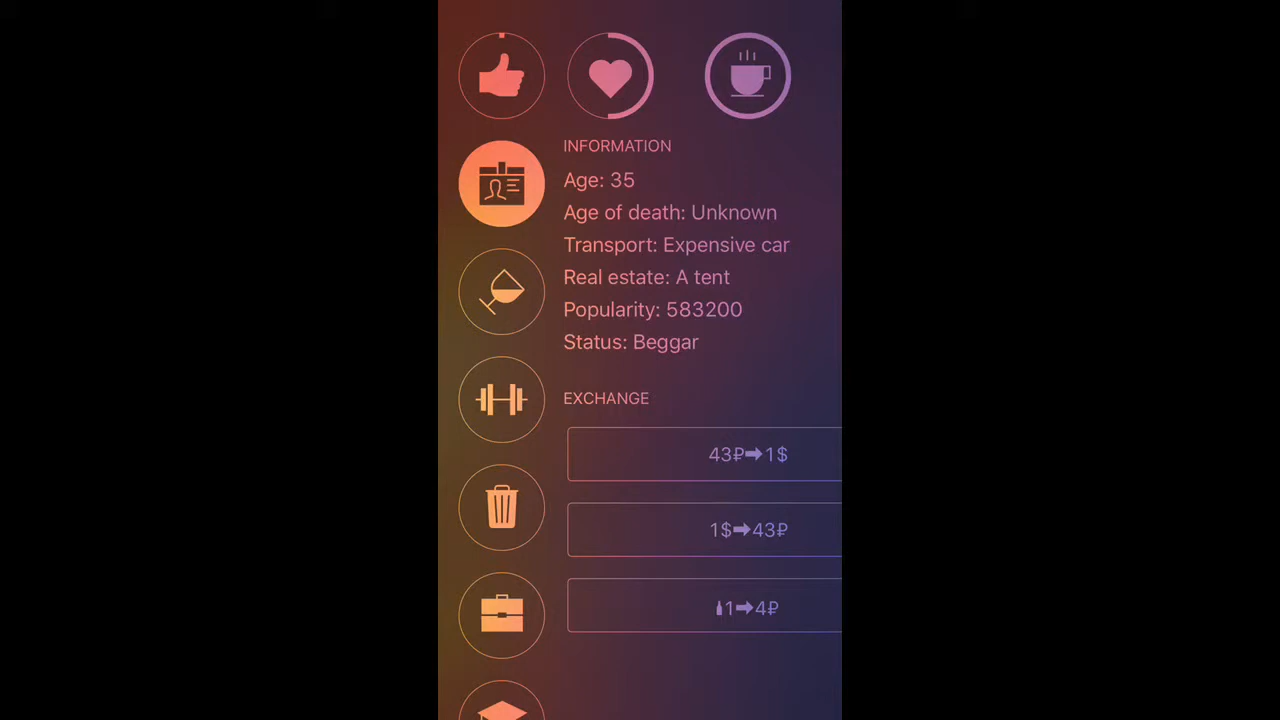 INFORMATION
Age: 35
Age of death: Unknown
Transport: Expensive car
Real estate: A tent
Popularity: 583200
Status: Beggar
EXCHANGE
43₽➡1$
1$➡43₽
1➡4₽